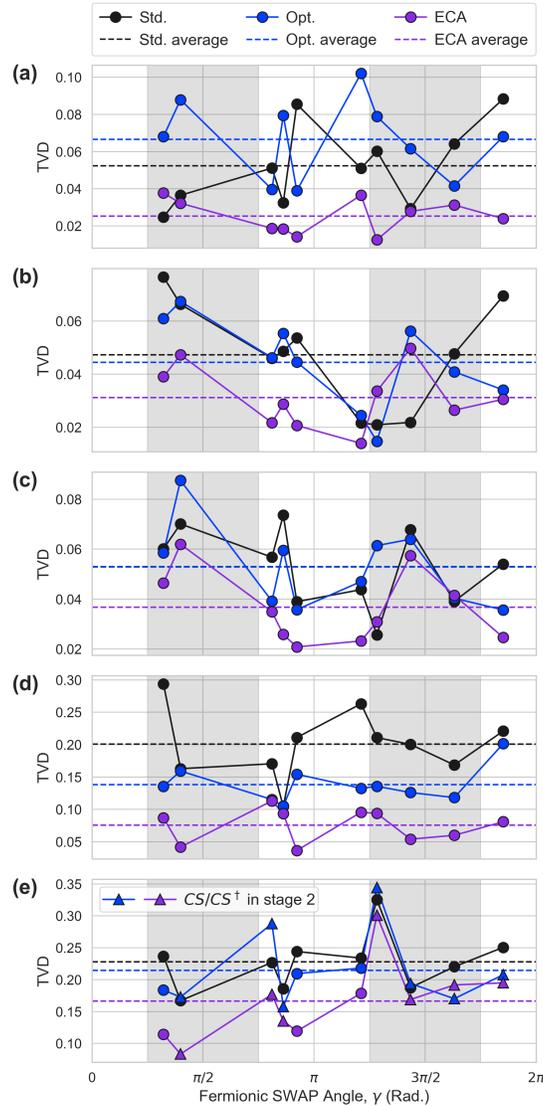 Std. Opt. ECA
Std. average Opt. average ECA average
(a)
0.10
0.08
0.06
0.04
0.02
TVD
(b)
0.06
0.04
0.02
TVD
(c)
0.08
0.06
0.04
0.02
TVD
(d)
0.30
0.25
0.20
0.15
0.10
0.05
TVD
(e)
CS/CS† in stage 2
0.35
0.30
0.25
0.20
0.15
0.10
TVD
0 π/2 π 3π/2 2π
Fermionic SWAP Angle, γ (Rad.)